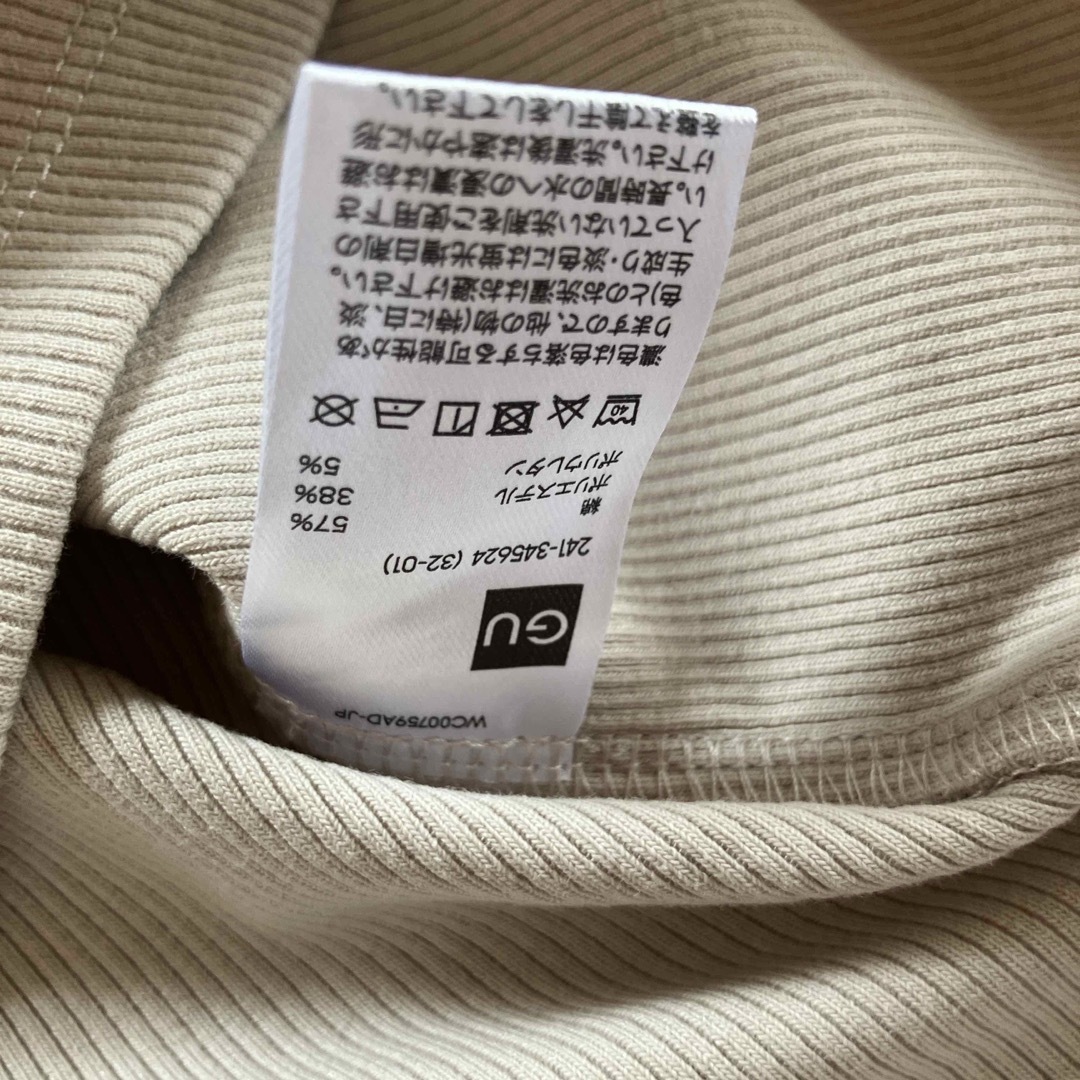 WC00759AD-JP
GU
241-345624 (32-01)
綿 57%
ポリエステル 38%
ポリウレタン 5%
40
濃色は色落ちする可能性があ
りますので、他の物(特に白、淡
色)とのお洗濯はお避け下さい。
生成り・淡色には蛍光増白剤の
入っていない洗剤をご使用下さ
い。長時間の水への浸漬はお避
け下さい。洗濯後は速やかに形
を整えて陰干しをして下さい。